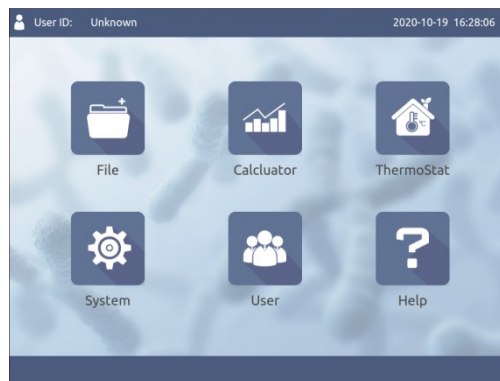 User ID: Unknown 2020-10-19 16:28:06
File Calcluator ThermoStat
℃
System User Help